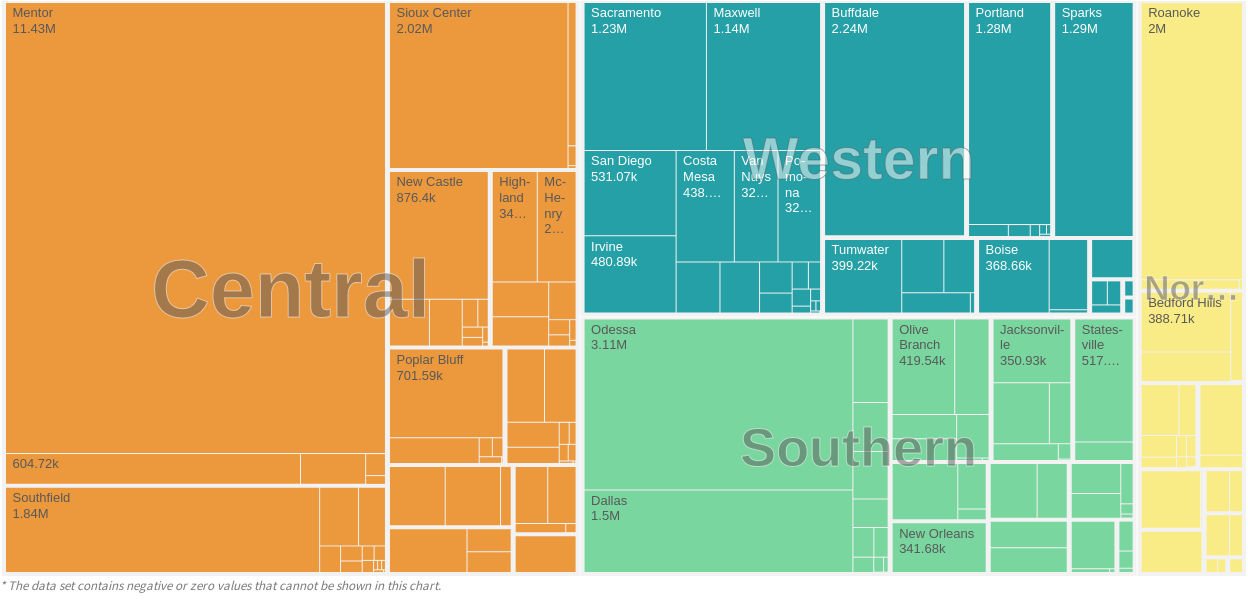 Mentor
11.43M
604.72k
Southfield
1.84M
Central
Sioux Center
2.02M
New Castle
876.4k
High-
land
34...
Mc-
He-
nry
2...
Poplar Bluff
701.59k
Sacramento
1.23M
Maxwell
1.14M
San Diego
531.07k
Costa
Mesa
438....
Van
Nuys
32...
Po-
mo-
na
32...
Irvine
480.89k
Western
Buffdale
2.24M
Portland
1.28M
Sparks
1.29M
Tumwater
399.22k
Boise
368.66k
Odessa
3.11M
Dallas
1.5M
Southern
Olive
Branch
419.54k
Jacksonvil-
le
350.93k
States-
ville
517....
New Orleans
341.68k
Roanoke
2M
Nor...
Bedford Hills
388.71k
* The data set contains negative or zero values that cannot be shown in this chart.